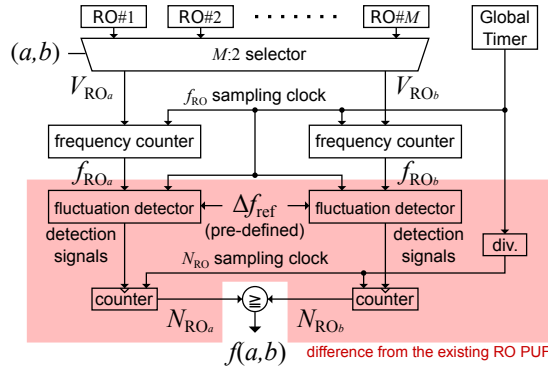 RO#1 RO#2 ........ RO#M Global
Timer
(a,b) M:2 selector
V_ROa V_ROb
f_RO sampling clock
frequency counter frequency counter
f_ROa f_ROb
fluctuation detector Δf_ref fluctuation detector
(pre-defined)
detection signals detection signals
div.
N_RO sampling clock
counter ≧ counter
N_ROa N_ROb
f(a,b)
difference from the existing RO PUF